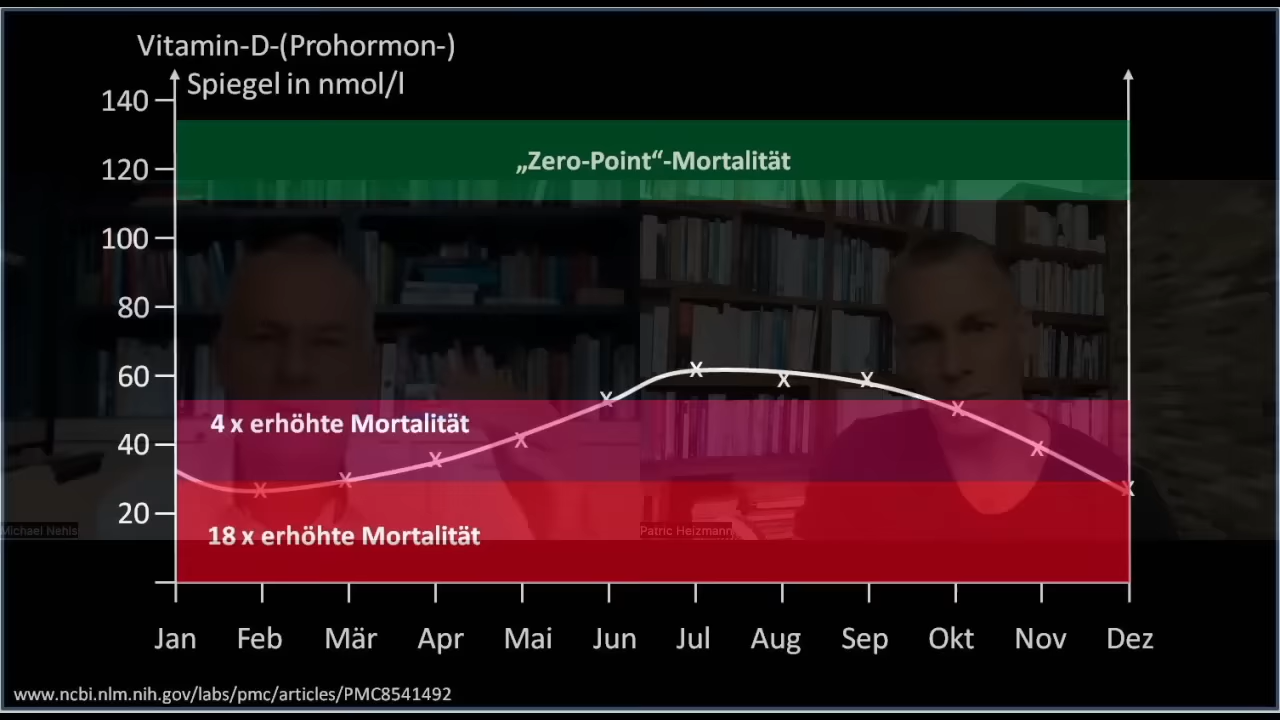 Vitamin-D-(Prohormon-)
Spiegel in nmol/l
140
120
100
80
60
40
20
„Zero-Point“-Mortalität
4 x erhöhte Mortalität
18 x erhöhte Mortalität
Michael Nehls
Patric Heizmann
Jan Feb Mär Apr Mai Jun Jul Aug Sep Okt Nov Dez
www.ncbi.nlm.nih.gov/labs/pmc/articles/PMC8541492